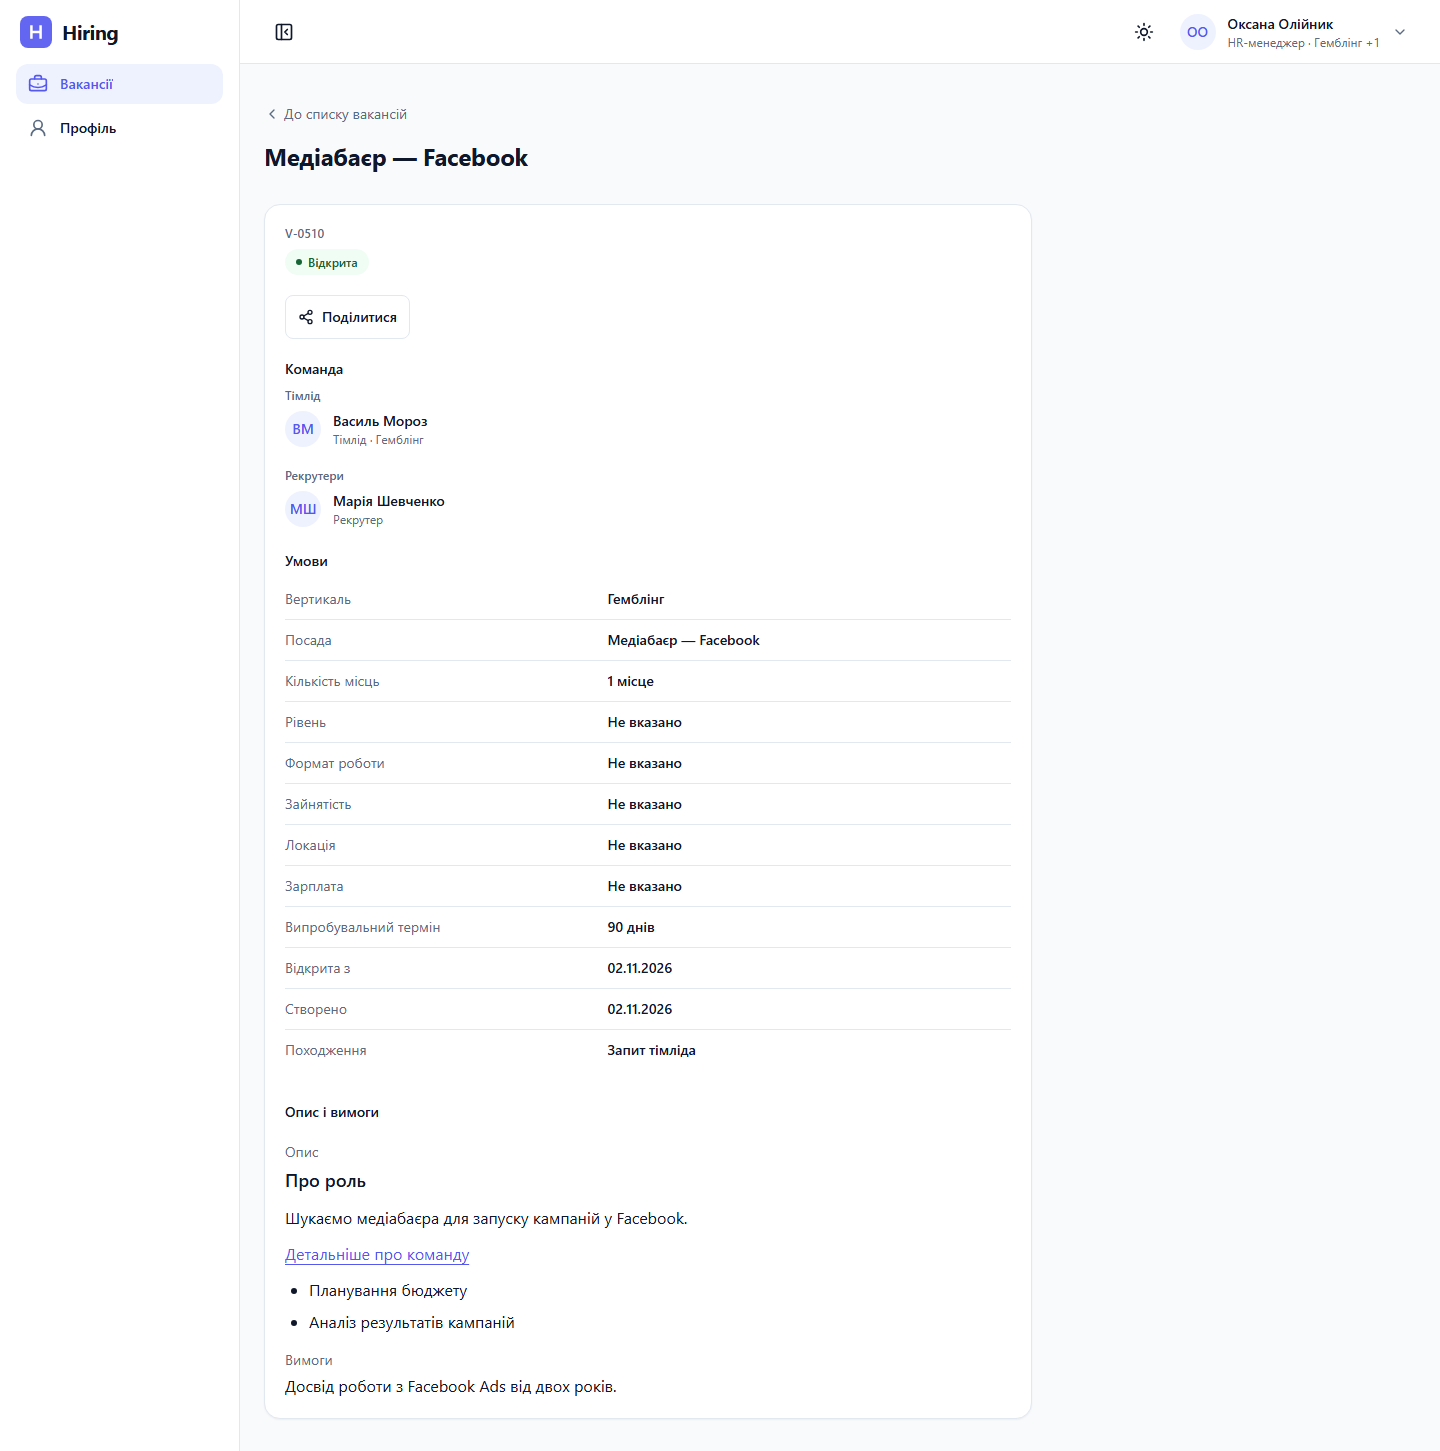 H Hiring
Вакансії
Профіль
ОО
Оксана Олійник
HR-менеджер · Гемблінг +1
До списку вакансій
Медіабаєр — Facebook
V-0510
Відкрита
Поділитися
Команда
Тімлід
ВМ
Василь Мороз
Тімлід · Гемблінг
Рекрутери
МШ
Марія Шевченко
Рекрутер
Умови
Вертикаль Гемблінг
Посада Медіабаєр — Facebook
Кількість місць 1 місце
Рівень Не вказано
Формат роботи Не вказано
Зайнятість Не вказано
Локація Не вказано
Зарплата Не вказано
Випробувальний термін 90 днів
Відкрита з 02.11.2026
Створено 02.11.2026
Походження Запит тімліда
Опис і вимоги
Опис
Про роль
Шукаємо медіабаєра для запуску кампаній у Facebook.
Детальніше про команду
Планування бюджету
Аналіз результатів кампаній
Вимоги
Досвід роботи з Facebook Ads від двох років.